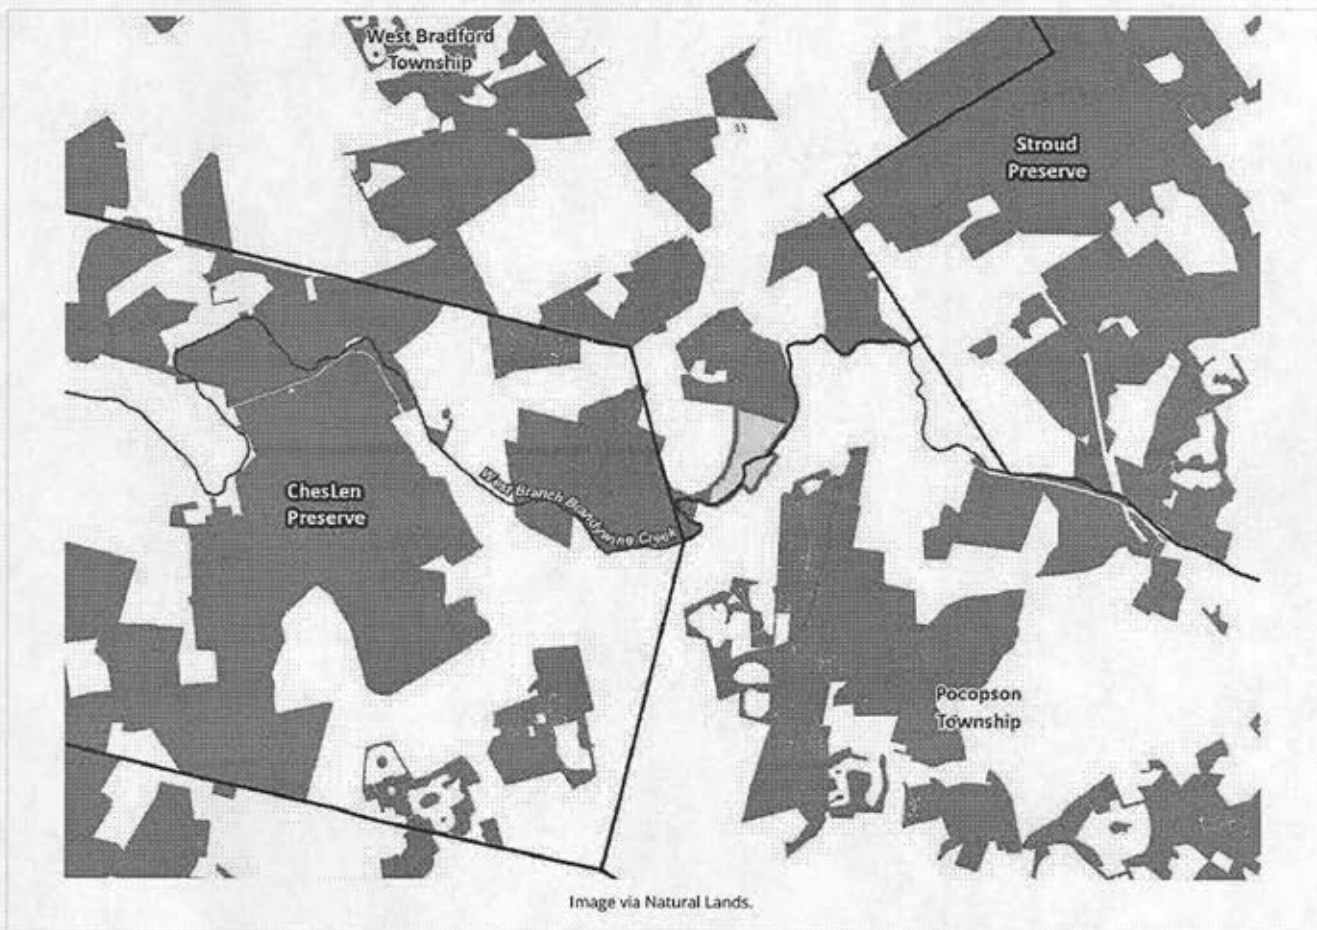 West Bradford
Township
Stroud
Preserve
ChesLen
Preserve
West Branch Brandywine Creek
Pocopson
Township
Image via Natural Lands.